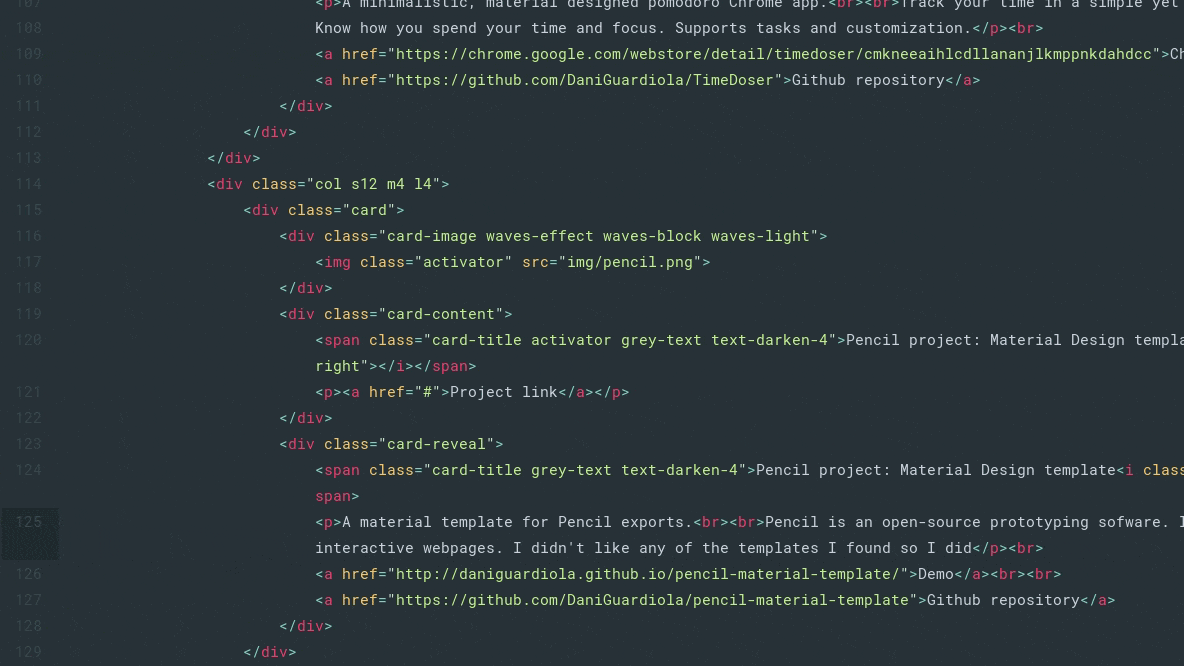 107 <p>A minimalistic, material designed pomodoro Chrome app.<br><br>Track your time in a simple yet
108 Know how you spend your time and focus. Supports tasks and customization.</p><br>
109 <a href="https://chrome.google.com/webstore/detail/timedoser/cmkneeaihlcdllananjlkmppnkdahdcc">Ch
110 <a href="https://github.com/DaniGuardiola/TimeDoser">Github repository</a>
111 </div>
112 </div>
113 </div>
114 <div class="col s12 m4 l4">
115 <div class="card">
116 <div class="card-image waves-effect waves-block waves-light">
117 <img class="activator" src="img/pencil.png">
118 </div>
119 <div class="card-content">
120 <span class="card-title activator grey-text text-darken-4">Pencil project: Material Design templa
right"></i></span>
121 <p><a href="#">Project link</a></p>
122 </div>
123 <div class="card-reveal">
124 <span class="card-title grey-text text-darken-4">Pencil project: Material Design template<i class
span>
125 <p>A material template for Pencil exports.<br><br>Pencil is an open-source prototyping sofware. I
interactive webpages. I didn't like any of the templates I found so I did</p><br>
126 <a href="http://daniguardiola.github.io/pencil-material-template/">Demo</a><br><br>
127 <a href="https://github.com/DaniGuardiola/pencil-material-template">Github repository</a>
128 </div>
129 </div>